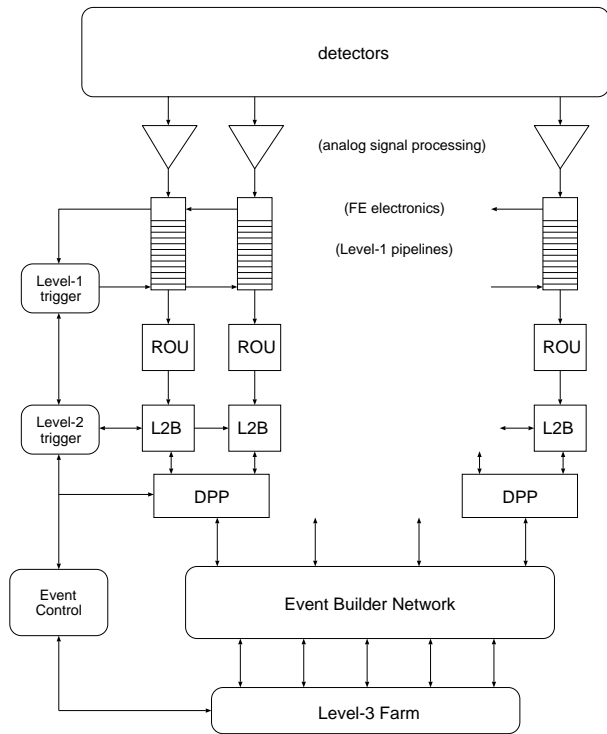 detectors
(analog signal processing)
(FE electronics)
(Level-1 pipelines)
Level-1
trigger
ROU
ROU
ROU
Level-2
trigger
L2B
L2B
L2B
DPP
DPP
Event
Control
Event Builder Network
Level-3 Farm